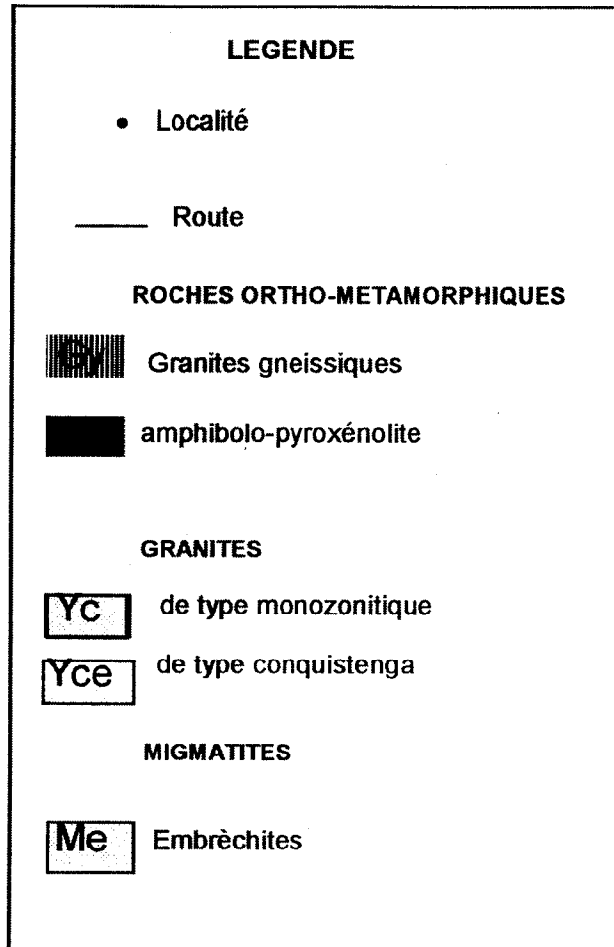 LEGENDE
Localité
Route
ROCHES ORTHO-METAMORPHIQUES
Granites gneissiques
amphibolo-pyroxénolite
GRANITES
Yc de type monozonitique
Yce de type conquistenga
MIGMATITES
Me Embrèchites